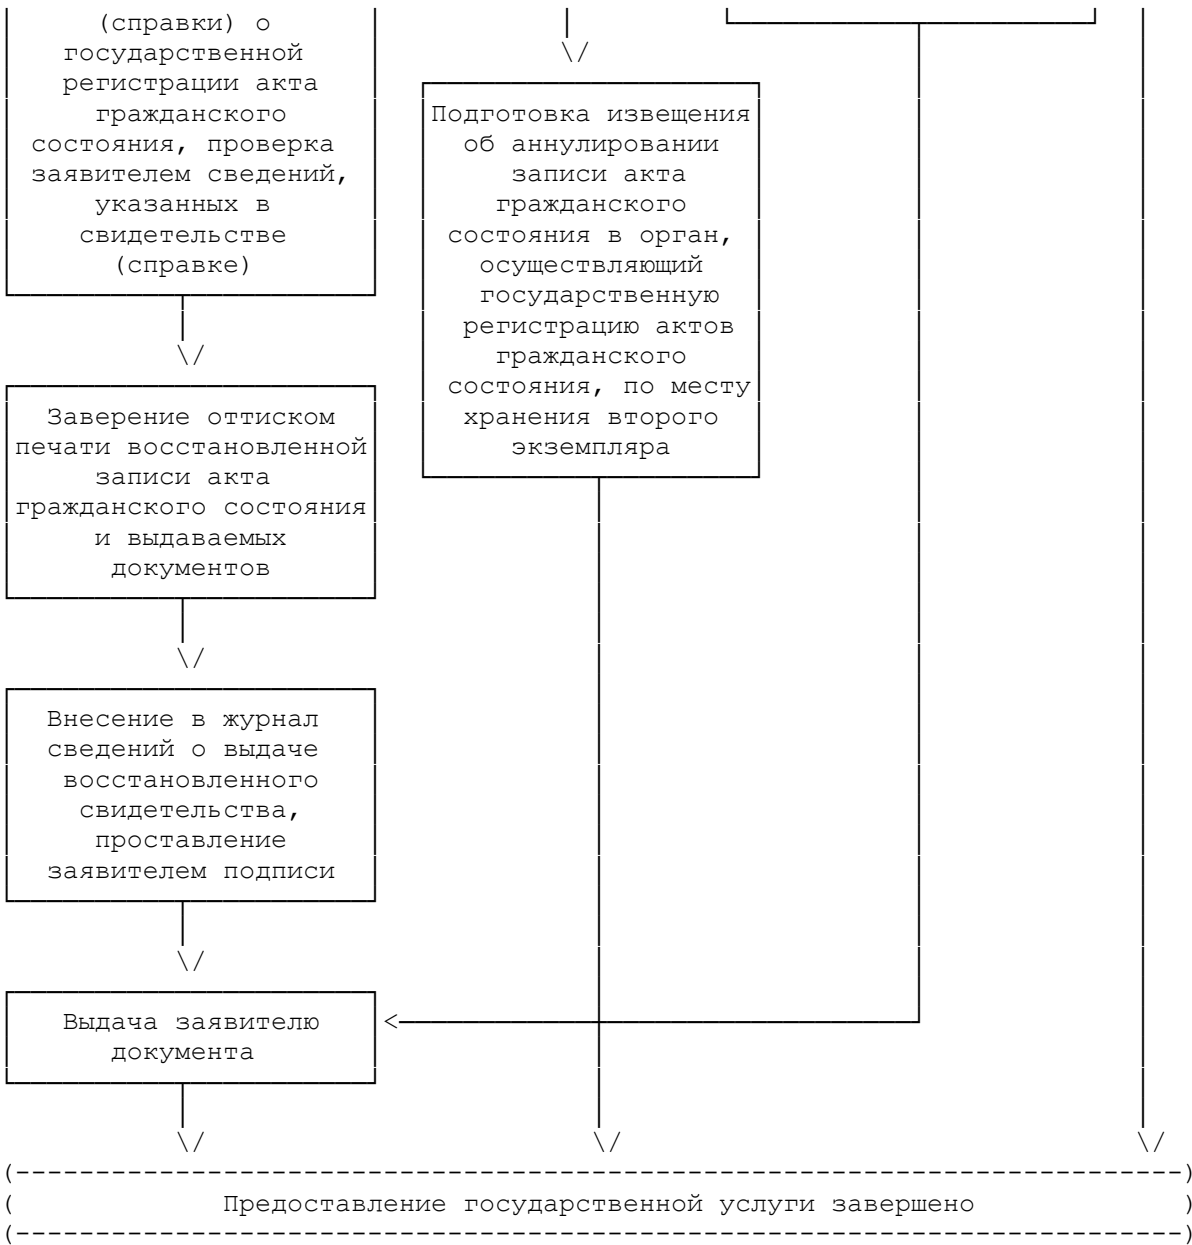 (справки) о
государственной
регистрации акта
гражданского
состояния, проверка
заявителем сведений,
указанных в
свидетельстве
(справке)
Подготовка извещения
об аннулировании
записи акта
гражданского
состояния в орган,
осуществляющий
государственную
регистрацию актов
гражданского
состояния, по месту
хранения второго
экземпляра
Заверение оттиском
печати восстановленной
записи акта
гражданского состояния
и выдаваемых
документов
Внесение в журнал
сведений о выдаче
восстановленного
свидетельства,
проставление
заявителем подписи
Выдача заявителю
документа
Предоставление государственной услуги завершено